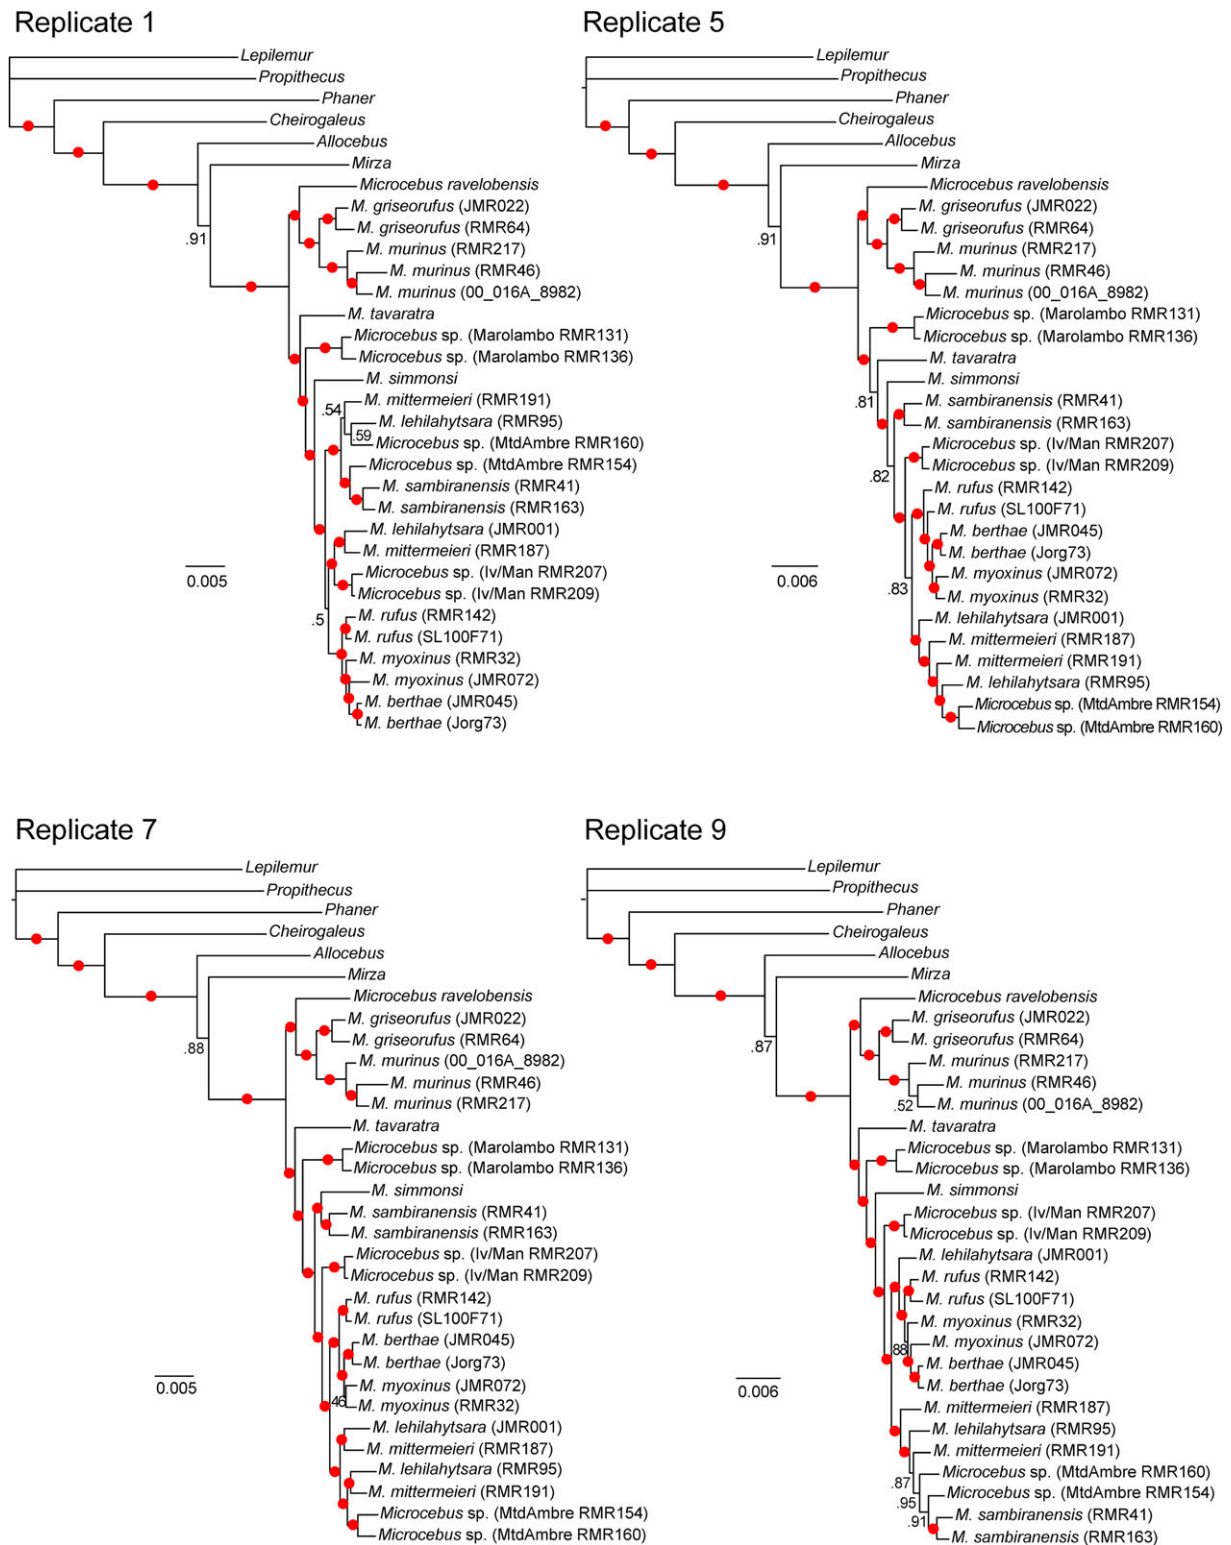 Replicate 1
Lepilemur
Propithecus
Phaner
Cheirogaleus
Allocebus
Mirza
.91
Microcebus ravelobensis
M. griseorufus (JMR022)
M. griseorufus (RMR64)
M. murinus (RMR217)
M. murinus (RMR46)
M. murinus (00_016A_8982)
M. tavaratra
Microcebus sp. (Marolambo RMR131)
Microcebus sp. (Marolambo RMR136)
M. simmonsi
.54
M. mittermeieri (RMR191)
M. lehilahytsara (RMR95)
.59
Microcebus sp. (MtdAmbre RMR160)
Microcebus sp. (MtdAmbre RMR154)
M. sambiranensis (RMR41)
M. sambiranensis (RMR163)
M. lehilahytsara (JMR001)
M. mittermeieri (RMR187)
Microcebus sp. (Iv/Man RMR207)
Microcebus sp. (Iv/Man RMR209)
.5
M. rufus (RMR142)
M. rufus (SL100F71)
M. myoxinus (RMR32)
M. myoxinus (JMR072)
M. berthae (JMR045)
M. berthae (Jorg73)
0.005
Replicate 5
Lepilemur
Propithecus
Phaner
Cheirogaleus
Allocebus
Mirza
.91
Microcebus ravelobensis
M. griseorufus (JMR022)
M. griseorufus (RMR64)
M. murinus (RMR217)
M. murinus (RMR46)
M. murinus (00_016A_8982)
Microcebus sp. (Marolambo RMR131)
Microcebus sp. (Marolambo RMR136)
M. tavaratra
.81
M. simmonsi
M. sambiranensis (RMR41)
M. sambiranensis (RMR163)
.82
Microcebus sp. (Iv/Man RMR207)
Microcebus sp. (Iv/Man RMR209)
M. rufus (RMR142)
M. rufus (SL100F71)
M. berthae (JMR045)
M. berthae (Jorg73)
M. myoxinus (JMR072)
M. myoxinus (RMR32)
.83
M. lehilahytsara (JMR001)
M. mittermeieri (RMR187)
M. mittermeieri (RMR191)
M. lehilahytsara (RMR95)
Microcebus sp. (MtdAmbre RMR154)
Microcebus sp. (MtdAmbre RMR160)
0.006
Replicate 7
Lepilemur
Propithecus
Phaner
Cheirogaleus
Allocebus
Mirza
.88
Microcebus ravelobensis
M. griseorufus (JMR022)
M. griseorufus (RMR64)
M. murinus (00_016A_8982)
M. murinus (RMR46)
M. murinus (RMR217)
M. tavaratra
Microcebus sp. (Marolambo RMR131)
Microcebus sp. (Marolambo RMR136)
M. simmonsi
M. sambiranensis (RMR41)
M. sambiranensis (RMR163)
Microcebus sp. (Iv/Man RMR207)
Microcebus sp. (Iv/Man RMR209)
M. rufus (RMR142)
M. rufus (SL100F71)
M. berthae (JMR045)
M. berthae (Jorg73)
M. myoxinus (JMR072)
.46
M. myoxinus (RMR32)
M. lehilahytsara (JMR001)
M. mittermeieri (RMR187)
M. lehilahytsara (RMR95)
M. mittermeieri (RMR191)
Microcebus sp. (MtdAmbre RMR154)
Microcebus sp. (MtdAmbre RMR160)
0.005
Replicate 9
Lepilemur
Propithecus
Phaner
Cheirogaleus
Allocebus
Mirza
.87
Microcebus ravelobensis
M. griseorufus (JMR022)
M. griseorufus (RMR64)
M. murinus (RMR217)
M. murinus (RMR46)
.52
M. murinus (00_016A_8982)
M. tavaratra
Microcebus sp. (Marolambo RMR131)
Microcebus sp. (Marolambo RMR136)
M. simmonsi
Microcebus sp. (Iv/Man RMR207)
Microcebus sp. (Iv/Man RMR209)
M. lehilahytsara (JMR001)
M. rufus (RMR142)
M. rufus (SL100F71)
M. myoxinus (RMR32)
M. myoxinus (JMR072)
.88
M. berthae (JMR045)
M. berthae (Jorg73)
M. mittermeieri (RMR187)
M. lehilahytsara (RMR95)
M. mittermeieri (RMR191)
.87
Microcebus sp. (MtdAmbre RMR160)
.95
Microcebus sp. (MtdAmbre RMR154)
.91
M. sambiranensis (RMR41)
M. sambiranensis (RMR163)
0.006